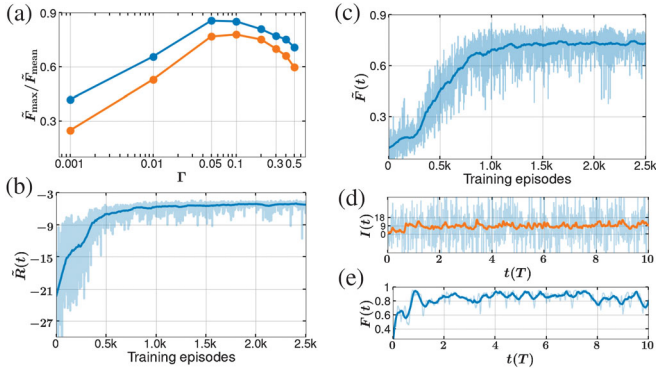 (a)
F̃max/F̃mean
0.9
0.6
0.3
0.001
0.01
0.05
0.1
0.3
0.5
Γ
(b)
R̃(t)
−3
−9
−15
−21
−27
0
0.5k
1.0k
1.5k
2.0k
2.5k
Training episodes
(c)
F̃(t)
0.9
0.6
0.3
0
0.5k
1.0k
1.5k
2.0k
2.5k
Training episodes
(d)
I(t)
18
9
0
0
2
4
6
8
10
t(T)
(e)
F(t)
1
0.8
0.6
0.4
0
2
4
6
8
10
t(T)